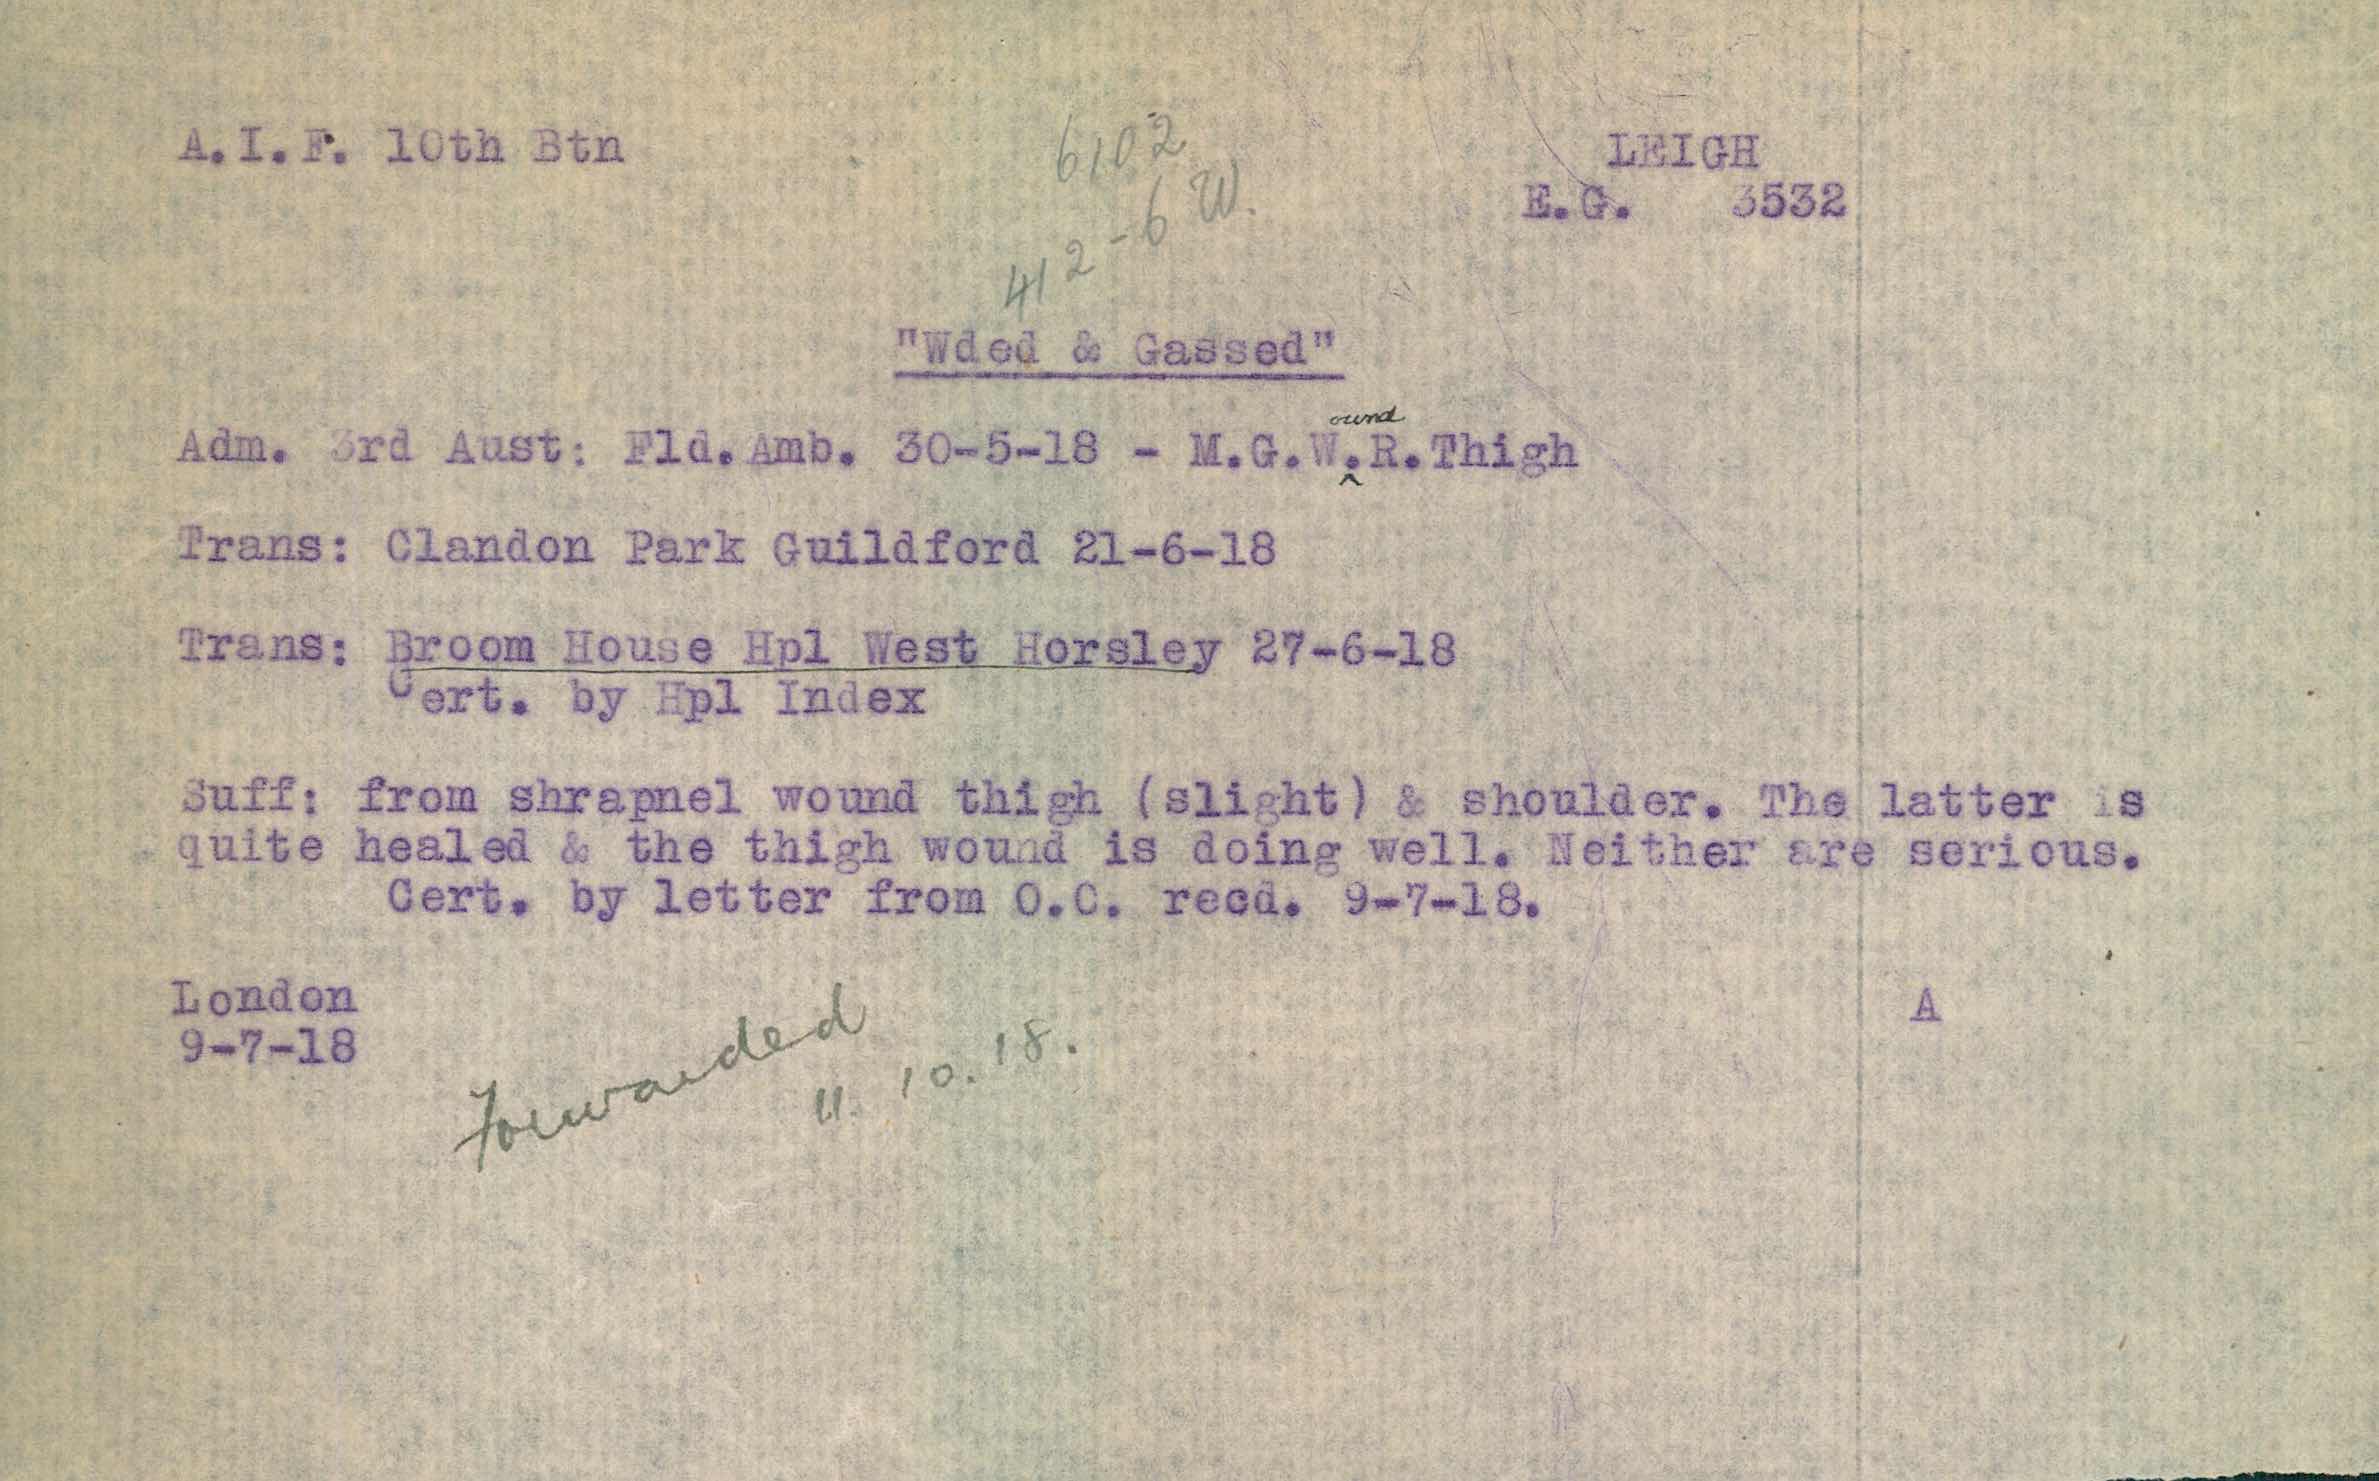 A.I.F. 10th Btn
6102
LEIGH
E.G. 3532
412-6 W.
"Wded & Gassed"
Adm. 3rd Aust: Fld.Amb. 30-5-18 - M.G.Wound.R.Thigh
Trans: Clandon Park Guildford 21-6-18
Trans: Broom House Hpl West Horsley 27-6-18
Cert. by Hpl Index
Suff: from shrapnel wound thigh (slight) & shoulder. The latter is
quite healed & the thigh wound is doing well. Neither are serious.
Cert. by letter from O.C. recd. 9-7-18.
London
9-7-18
A
Forwarded
11.10.18.